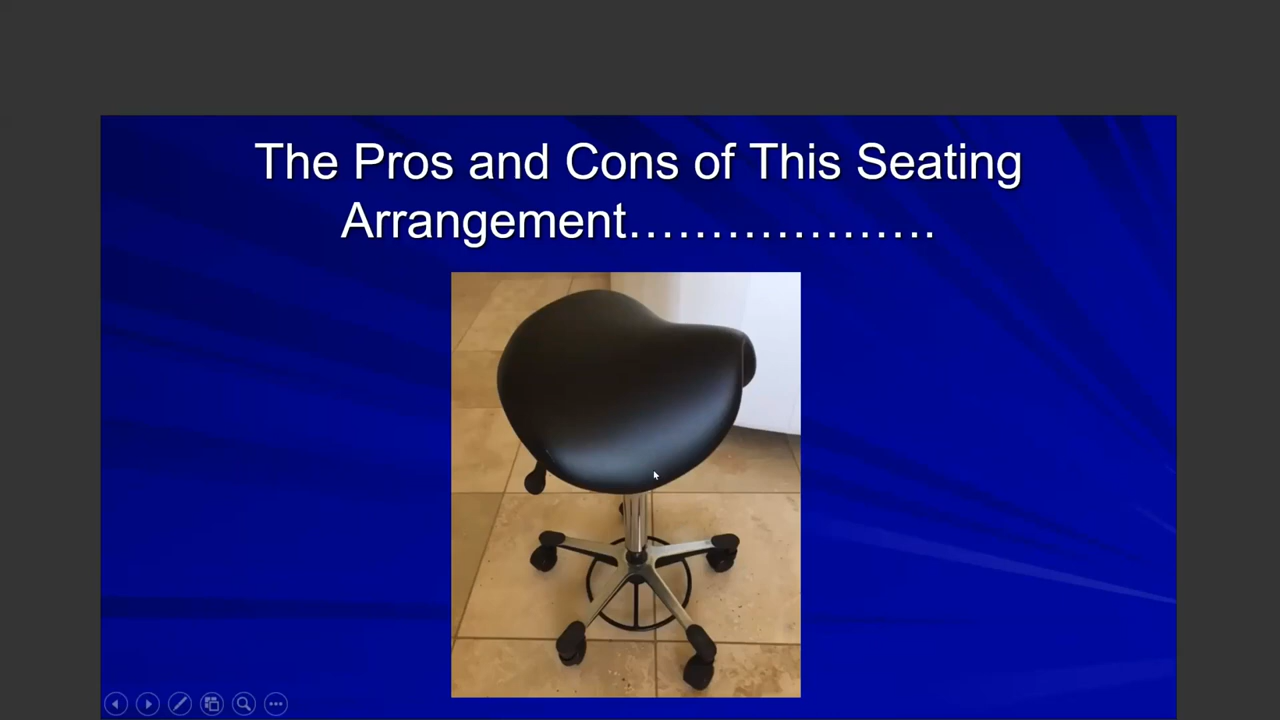 The Pros and Cons of This Seating
Arrangement………………….